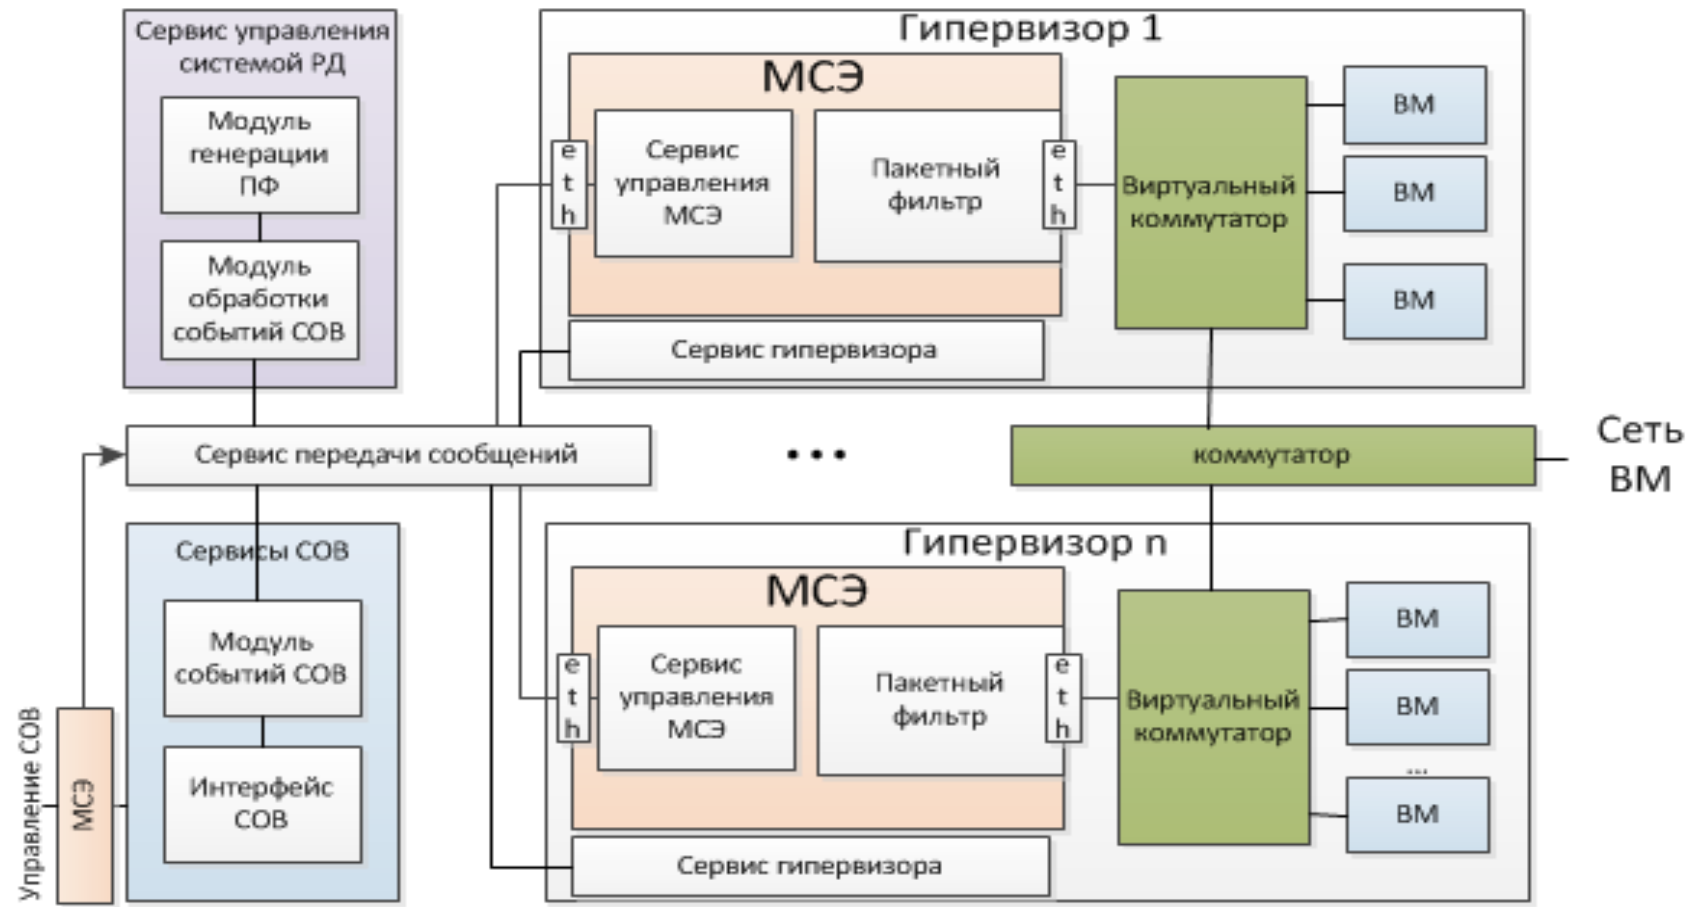 Сервис управления
системой РД
Модуль
генерации
ПФ
Модуль
обработки
событий СОВ
Гипервизор 1
МСЭ
e
t
h
Сервис
управления
МСЭ
Пакетный
фильтр
e
t
h
Виртуальный
коммутатор
ВМ
ВМ
ВМ
Сервис гипервизора
Сервис передачи сообщений
...
коммутатор
Сеть
ВМ
Управление СОВ
МСЭ
Сервисы СОВ
Модуль
событий СОВ
Интерфейс
СОВ
Гипервизор n
МСЭ
e
t
h
Сервис
управления
МСЭ
Пакетный
фильтр
e
t
h
Виртуальный
коммутатор
ВМ
ВМ
...
ВМ
Сервис гипервизора